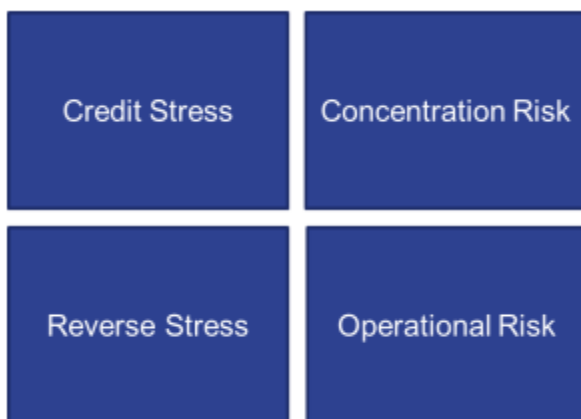 Credit Stress
Concentration Risk
Reverse Stress
Operational Risk